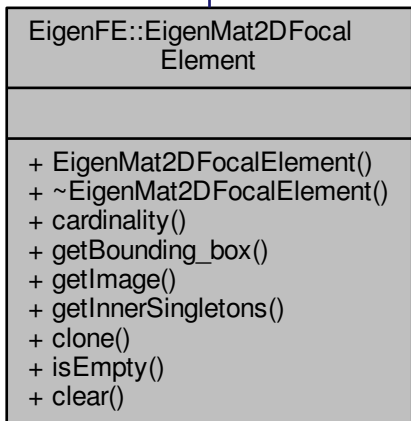 EigenFE::EigenMat2DFocal
Element
+ EigenMat2DFocalElement()
+ ~EigenMat2DFocalElement()
+ cardinality()
+ getBounding_box()
+ getImage()
+ getInnerSingletons()
+ clone()
+ isEmpty()
+ clear()